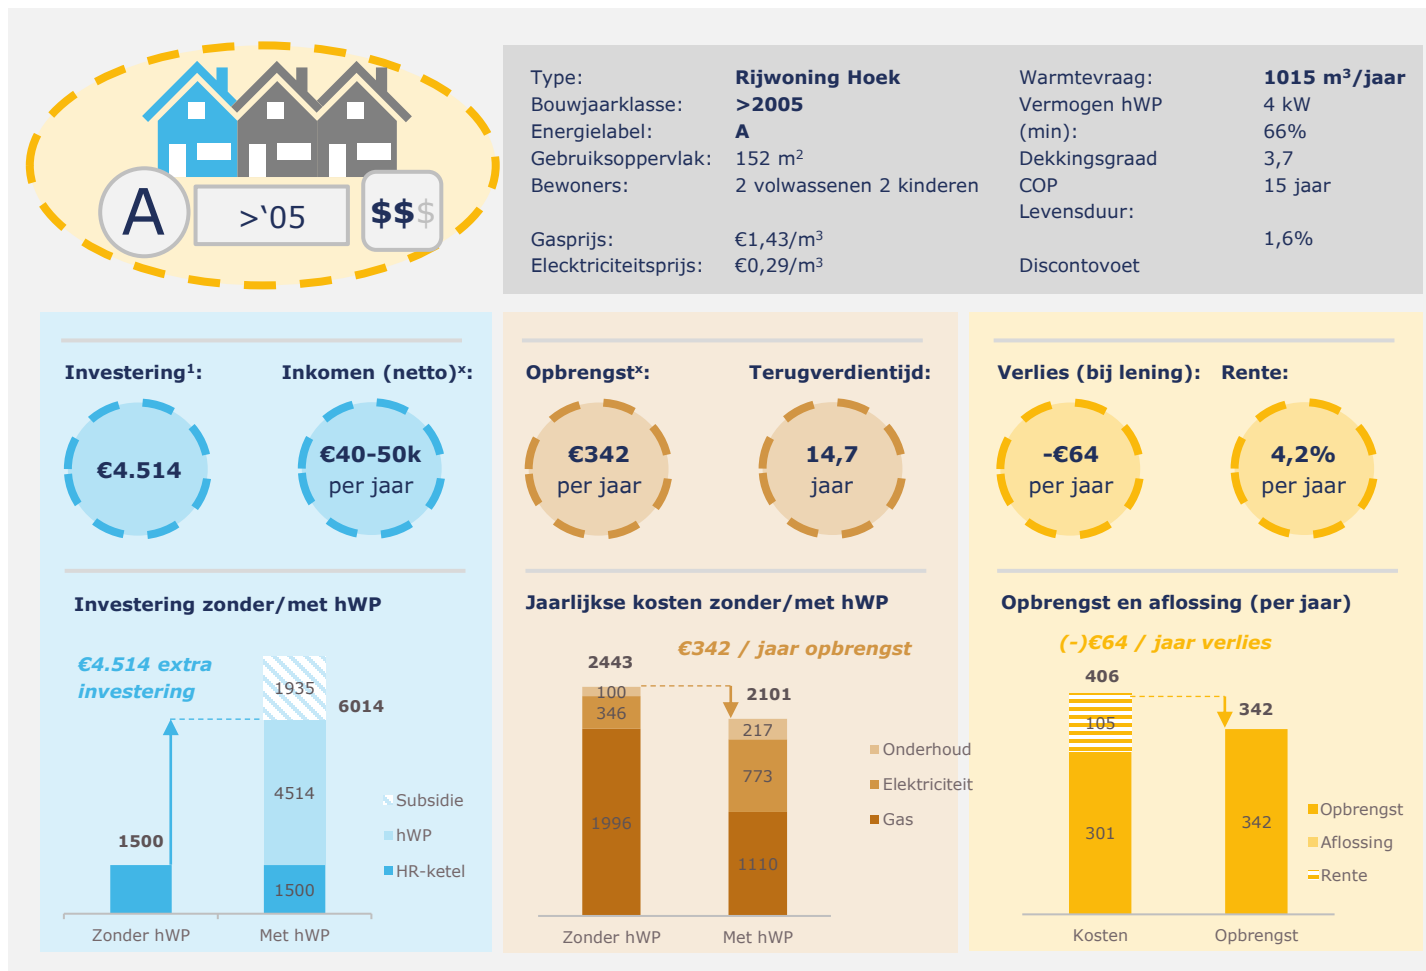 A
>‘05
$$$
Type: Rijwoning Hoek
Bouwjaarklasse: >2005
Energielabel: A
Gebruiksoppervlak: 152 m²
Bewoners: 2 volwassenen 2 kinderen
Gasprijs: €1,43/m³
Elecktriciteitsprijs: €0,29/m³
Warmtevraag: 1015 m³/jaar
Vermogen hWP 4 kW
(min): 66%
Dekkingsgraad 3,7
COP 15 jaar
Levensduur:
1,6%
Discontovoet
Investering¹: Inkomen (netto)ˣ:
€4.514
€40-50k
per jaar
Investering zonder/met hWP
€4.514 extra
investering
1935
6014
4514
1500
1500
Subsidie
hWP
HR-ketel
Zonder hWP Met hWP
Opbrengstˣ: Terugverdientijd:
€342
per jaar
14,7
jaar
Jaarlijkse kosten zonder/met hWP
€342 / jaar opbrengst
2443
2101
100
346
1996
217
773
1110
Onderhoud
Elektriciteit
Gas
Zonder hWP Met hWP
Verlies (bij lening): Rente:
-€64
per jaar
4,2%
per jaar
Opbrengst en aflossing (per jaar)
(-)€64 / jaar verlies
406
342
105
301
342
Opbrengst
Aflossing
Rente
Kosten Opbrengst